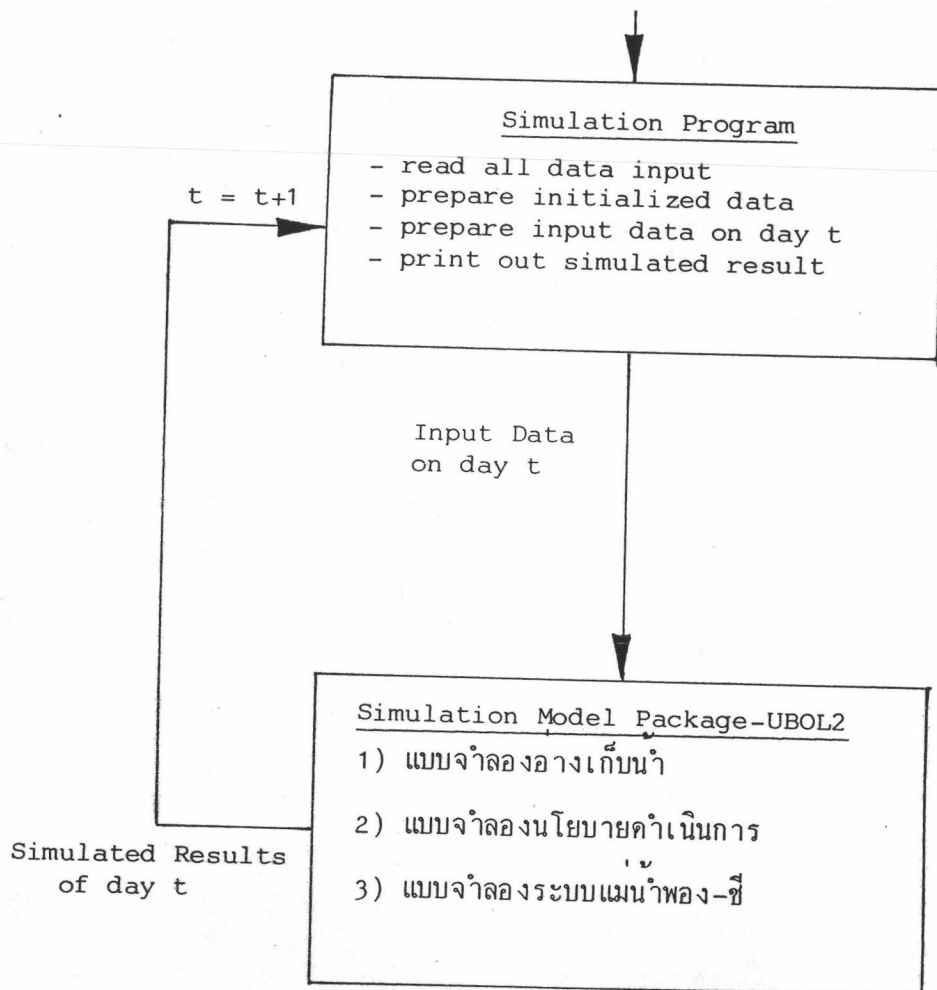 Simulation Program
- read all data input
- prepare initialized data
- prepare input data on day t
- print out simulated result
t = t+1
Input Data
on day t
Simulation Model Package-UBOL2
1) แบบจำลองอ่างเก็บน้ำ
2) แบบจำลองนโยบายดำเนินการ
3) แบบจำลองระบบแม่น้ำพอง-ชี
Simulated Results
of day t